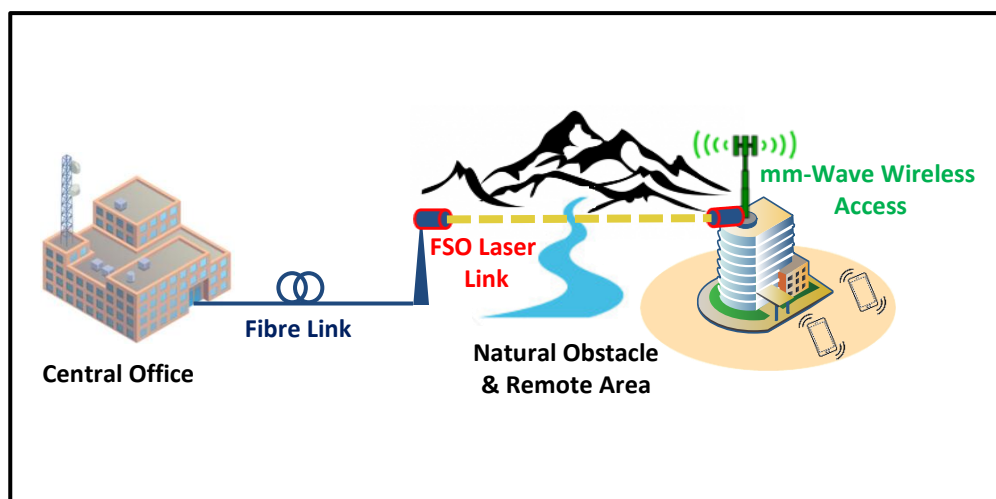 mm-Wave Wireless
Access
FSO Laser
Link
Fibre Link
Natural Obstacle
& Remote Area
Central Office